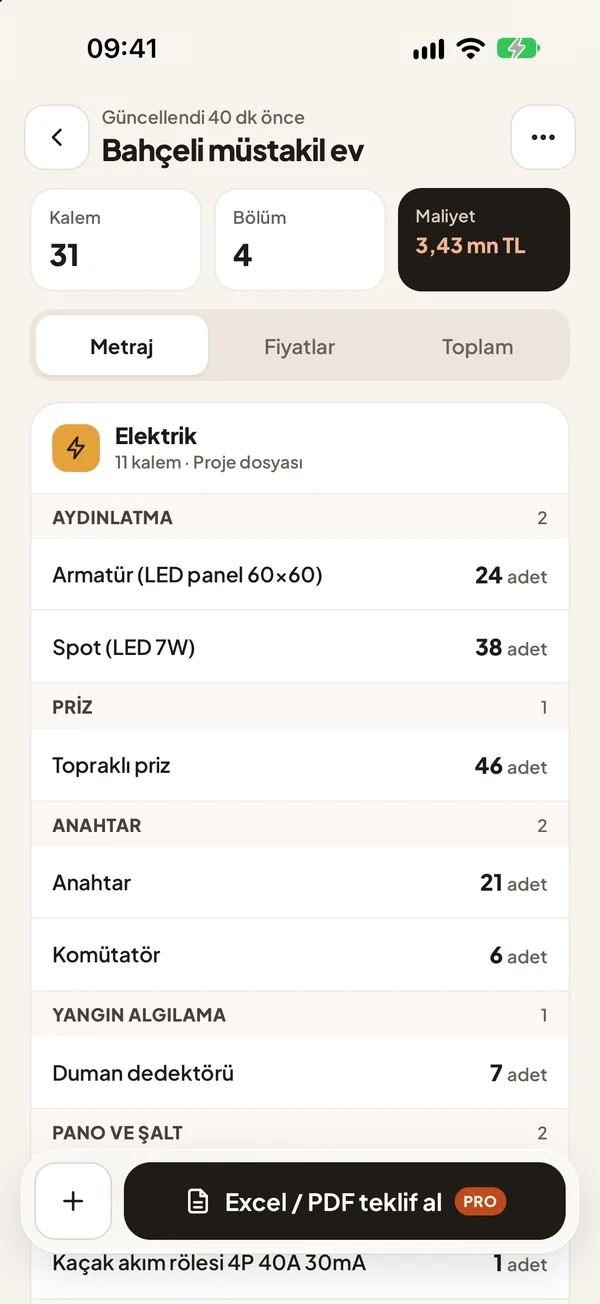 09:41
Güncellendi 40 dk önce
Bahçeli müstakil ev
Kalem
31
Bölüm
4
Maliyet
3,43 mn TL
Metraj
Fiyatlar
Toplam
Elektrik
11 kalem · Proje dosyası
AYDINLATMA 2
Armatür (LED panel 60×60) 24 adet
Spot (LED 7W) 38 adet
PRİZ 1
Topraklı priz 46 adet
ANAHTAR 2
Anahtar 21 adet
Komütatör 6 adet
YANGIN ALGILAMA 1
Duman dedektörü 7 adet
PANO VE ŞALT 2
Excel / PDF teklif al PRO
Kaçak akım rölesi 4P 40A 30mA 1 adet